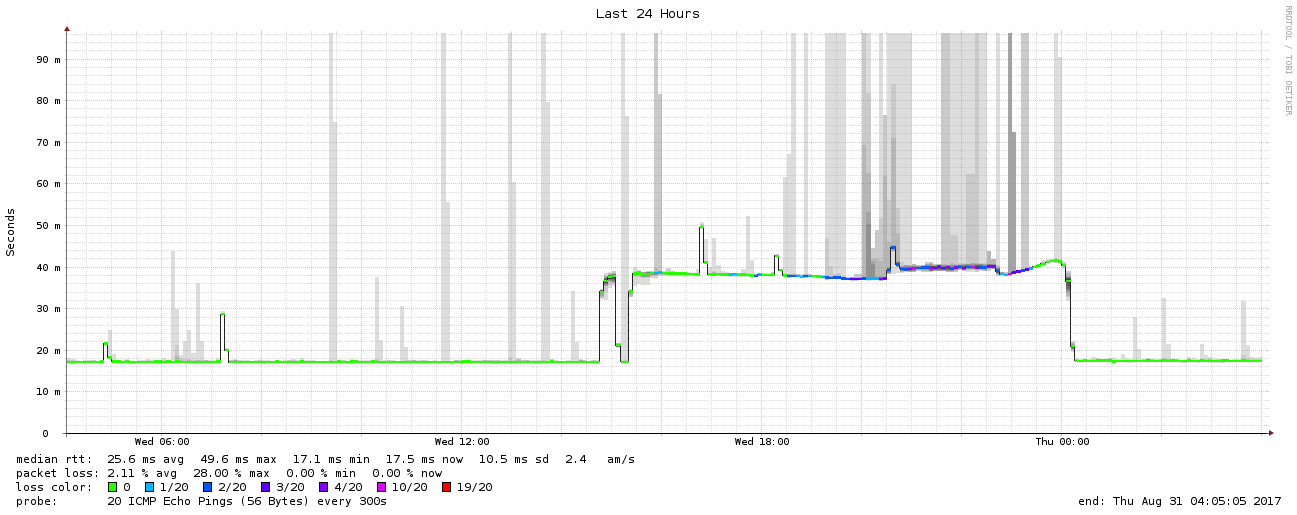 Last 24 Hours
RRDTOOL / TOBI OETIKER
Seconds
90 m
80 m
70 m
60 m
50 m
40 m
30 m
20 m
10 m
0
Wed 06:00 Wed 12:00 Wed 18:00 Thu 00:00
median rtt: 25.6 ms avg 49.6 ms max 17.1 ms min 17.5 ms now 10.5 ms sd 2.4 am/s
packet loss: 2.11 % avg 28.00 % max 0.00 % min 0.00 % now
loss color: 0 1/20 2/20 3/20 4/20 10/20 19/20
probe: 20 ICMP Echo Pings (56 Bytes) every 300s end: Thu Aug 31 04:05:05 2017